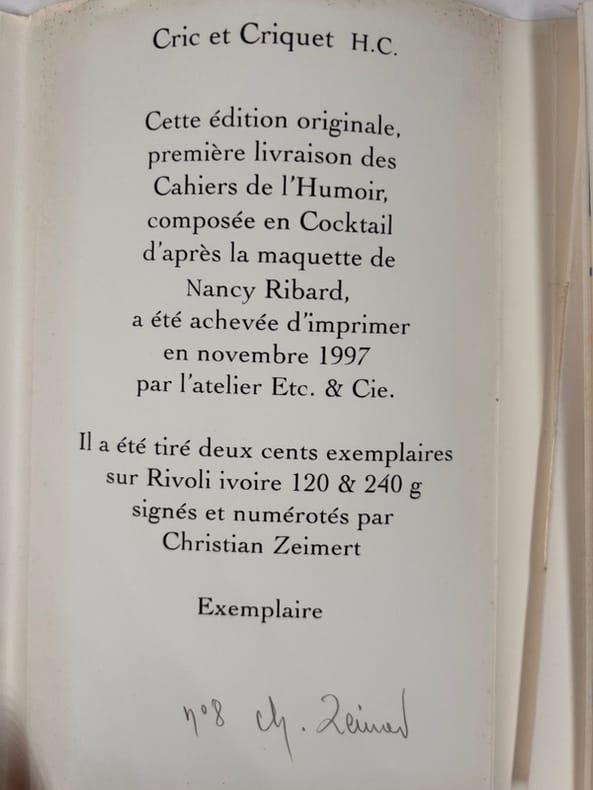 Cric et Criquet H.C.
Cette édition originale,
première livraison des
Cahiers de l'Humoir,
composée en Cocktail
d'après la maquette de
Nancy Ribard,
a été achevée d'imprimer
en novembre 1997
par l'atelier Etc. & Cie.
Il a été tiré deux cents exemplaires
sur Rivoli ivoire 120 & 240 g
signés et numérotés par
Christian Zeimert
Exemplaire
n°8 Ch. Zeimert